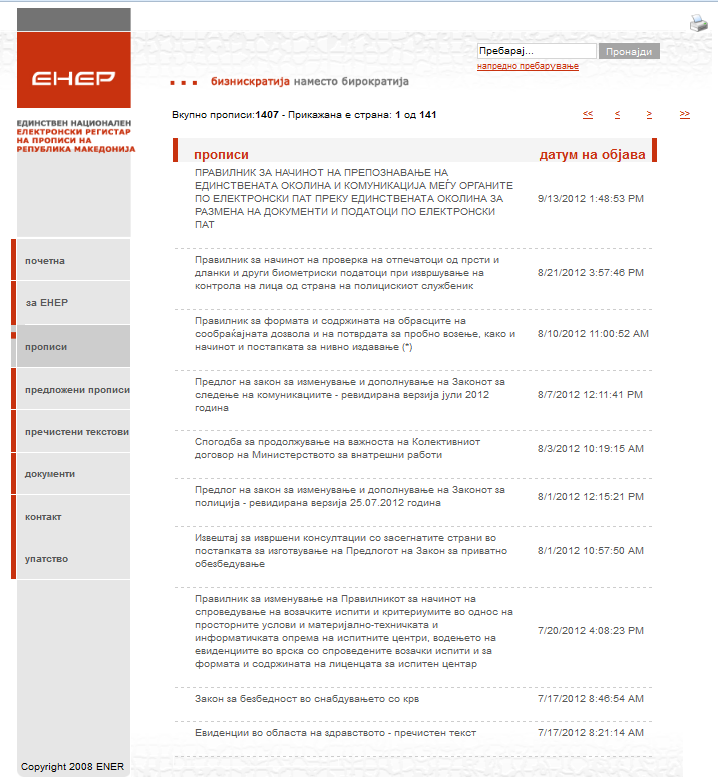 Пребарај...
Пронајди
напредно пребарување
ЕНЕР
бизнискратија наместо бирократија
ЕДИНСТВЕН НАЦИОНАЛЕН
ЕЛЕКТРОНСКИ РЕГИСТАР
НА ПРОПИСИ НА
РЕПУБЛИКА МАКЕДОНИЈА
Вкупно прописи:1407 - Прикажана е страна: 1 од 141
<< < > >>
прописи датум на објава
ПРАВИЛНИК ЗА НАЧИНОТ НА ПРЕПОЗНАВАЊЕ НА
ЕДИНСТВЕНАТА ОКОЛИНА И КОМУНИКАЦИЈА МЕЃУ ОРГАНИТЕ
ПО ЕЛЕКТРОНСКИ ПАТ ПРЕКУ ЕДИНСТВЕНАТА ОКОЛИНА ЗА
РАЗМЕНА НА ДОКУМЕНТИ И ПОДАТОЦИ ПО ЕЛЕКТРОНСКИ
ПАТ
9/13/2012 1:48:53 PM
Правилник за начинот на проверка на отпечатоци од прсти и
дланки и други биометриски податоци при извршување на
контрола на лица од страна на полицискиот службеник
8/21/2012 3:57:46 PM
Правилник за формата и содржината на обрасците на
сообраќајната дозвола и на потврдата за пробно возење, како и
начинот и постапката за нивно издавање (*)
8/10/2012 11:00:52 AM
Предлог на закон за изменување и дополнување на Законот за
следење на комуникациите - ревидирана верзија јули 2012
година
8/7/2012 12:11:41 PM
Спогодба за продолжување на важноста на Колективниот
договор на Министерството за внатрешни работи
8/3/2012 10:19:15 AM
Предлог на закон за изменување и дополнување на Законот за
полиција - ревидирана верзија 25.07.2012 година
8/1/2012 12:15:21 PM
Извештај за извршени консултации со засегнатите страни во
постапката за изготвување на Предлогот на Закон за приватно
обезбедување
8/1/2012 10:57:50 AM
Правилник за изменување на Правилникот за начинот на
спроведување на возачките испити и критериумите во однос на
просторните услови и материјално-техничката и
информатичката опрема на испитните центри, водењето на
евиденциите во врска со спроведените возачки испити и за
формата и содржината на лиценцата за испитен центар
7/20/2012 4:08:23 PM
Закон за безбедност во снабдувањето со крв
7/17/2012 8:46:54 AM
Евиденции во областа на здравството - пречистен текст
7/17/2012 8:21:14 AM
почетна
за ЕНЕР
прописи
предложени прописи
пречистени текстови
документи
контакт
упатство
Copyright 2008 ENER